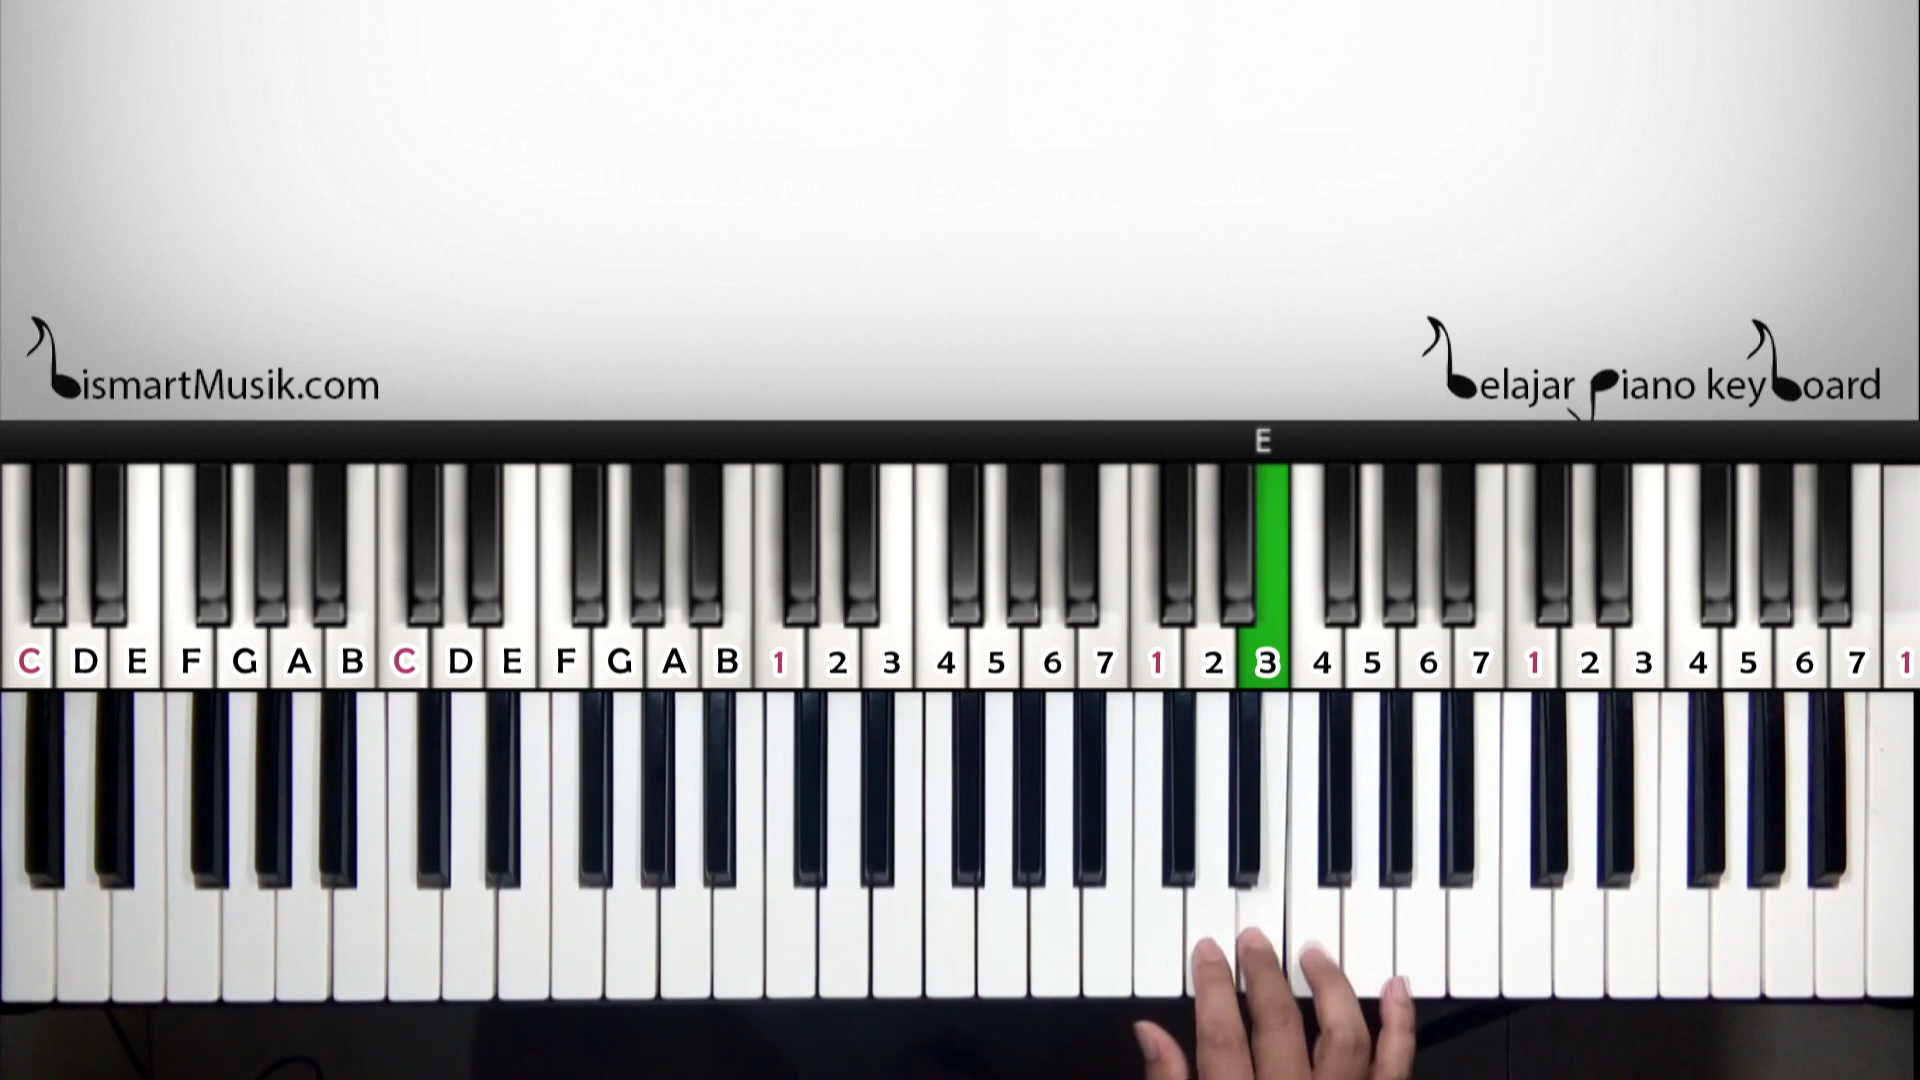 bismartMusik.com
belajar piano keyboard
E
C D E F G A B C D E F G A B 1 2 3 4 5 6 7 1 2 3 4 5 6 7 1 2 3 4 5 6 7 1